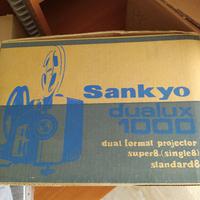 Sankyo
dualux
1000
dual format projector
super8.(single8)
standard8